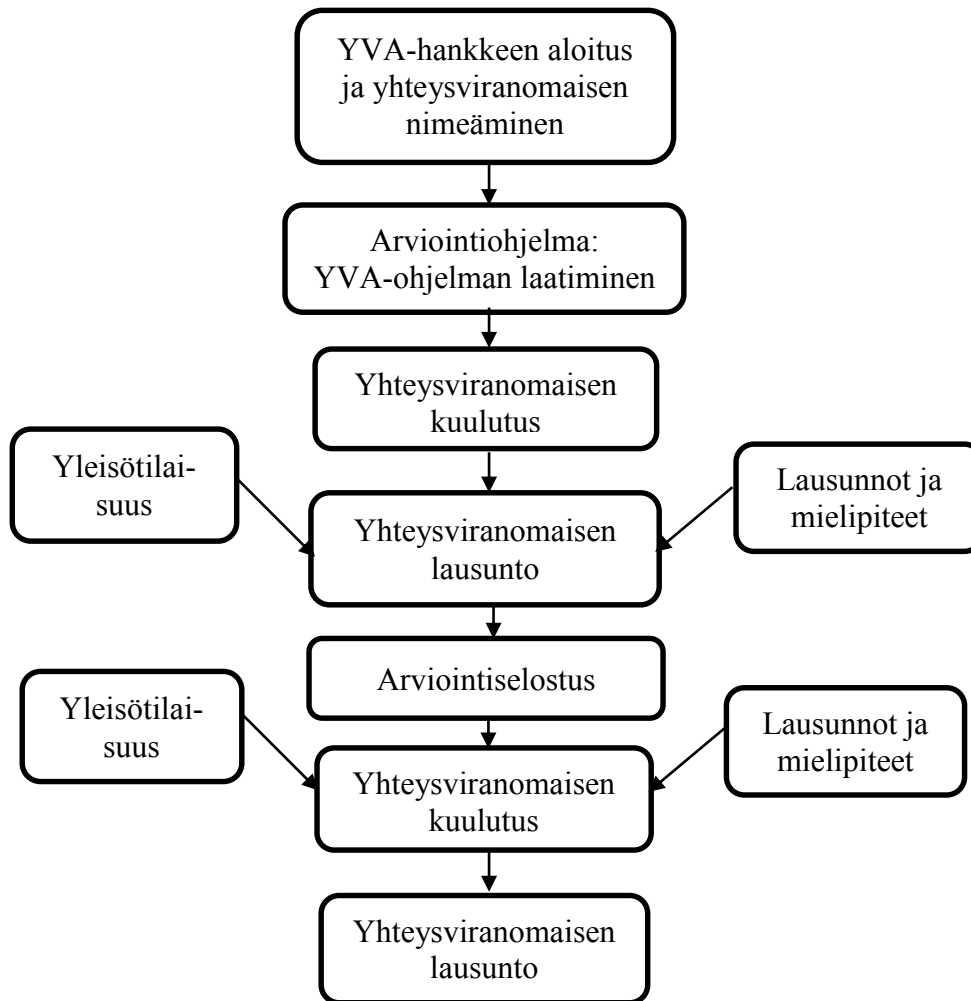 YVA-hankkeen aloitus
ja yhteysviranomaisen
nimeäminen
Arviointiohjelma:
YVA-ohjelman laatiminen
Yhteysviranomaisen
kuulutus
Yleisötilai-
suus
Lausunnot ja
mielipiteet
Yhteysviranomaisen
lausunto
Arviointiselostus
Yleisötilai-
suus
Lausunnot ja
mielipiteet
Yhteysviranomaisen
kuulutus
Yhteysviranomaisen
lausunto